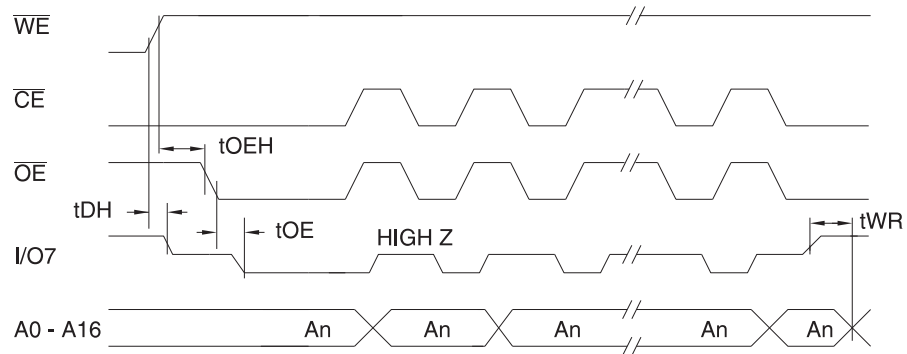 WE
CE
tOEH
OE
tDH
tOE
tWR
HIGH Z
I/O7
A0 - A16 An An An An An